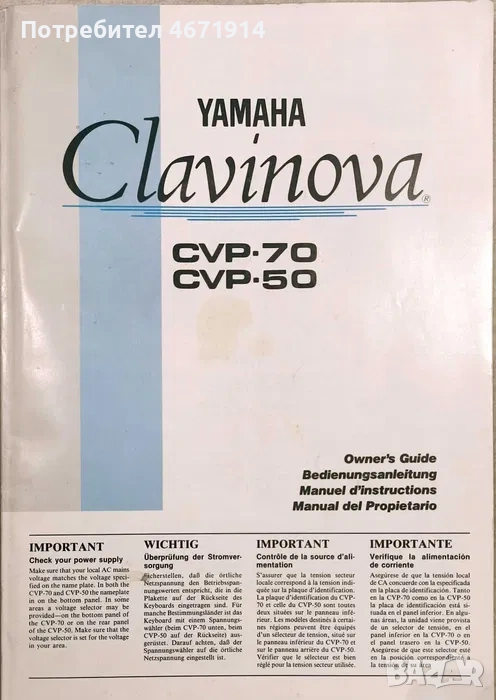 Потребител 4671914
YAMAHA
Clavinova®
CVP·70
CVP·50
Owner's Guide
Bedienungsanleitung
Manuel d'instructions
Manual del Propietario
IMPORTANT
Check your power supply
Make sure that your local AC mains
voltage matches the voltage speci-
fied on the name plate. In both the
CVP-70 and CVP-50 the nameplate
in on the bottom panel. In some
areas a voltage selector may be
provided—on the bottom panel of
the CVP-70 or on the rear panel
of the CVP-50. Make sure that the
voltage selector is set for the voltage
in your area.
WICHTIG
Überprüfung der Stromver-
sorgung
Sicherstellen, daß die örtliche
Netzspannung den Betriebspan-
nungswerten entspricht, die in die
Plakette auf der Rückseite des
Keyboards eingetragen sind. Für
manche Bestimmungsländer ist das
Keyboard mit einem Spannungs-
wähler (beim CVP-70 unten, beim
CVP-50 auf der Rückseite) aus-
gerüstet. Darauf achten, daß der
Spannungswähler auf die örtliche
Netzspannung eingestellt ist.
IMPORTANT
Contrôle de la source d'ali-
mentation
S'assurer que la tension secteur
locale correspond à la tension indi-
quée sur la plaque d'identification.
La plaque d'identification du CVP-
70 et celle du CVP-50 sont toutes
deux situées sur le panneau infé-
rieur. Les modèles destinés à certai-
nes régions peuvent être équipés
d'un sélecteur de tension, situé sur
le panneau inférieur du CVP-70 et
sur le panneau arrière du CVP-50.
Vérifier que le sélecteur est bien
réglé pour la tension secteur utilisée.
IMPORTANTE
Verifique la alimentación
de corriente
Asegúrese de que la tensión local
de CA concuerde con la especificada
en la placa de identificación. Tanto
en la CVP-70 como en la CVP-50
la placa de identificación está si-
tuada en el panel inferior. En algu-
nas áreas, la unidad viene provista
de un selector de tensión, en el
panel inferior en la CVP-70 o en
el panel trasero en la CVP-50.
Asegúrese de que este selector esté
en la posición correspondiente a
la tensión de su área.
BAZAR